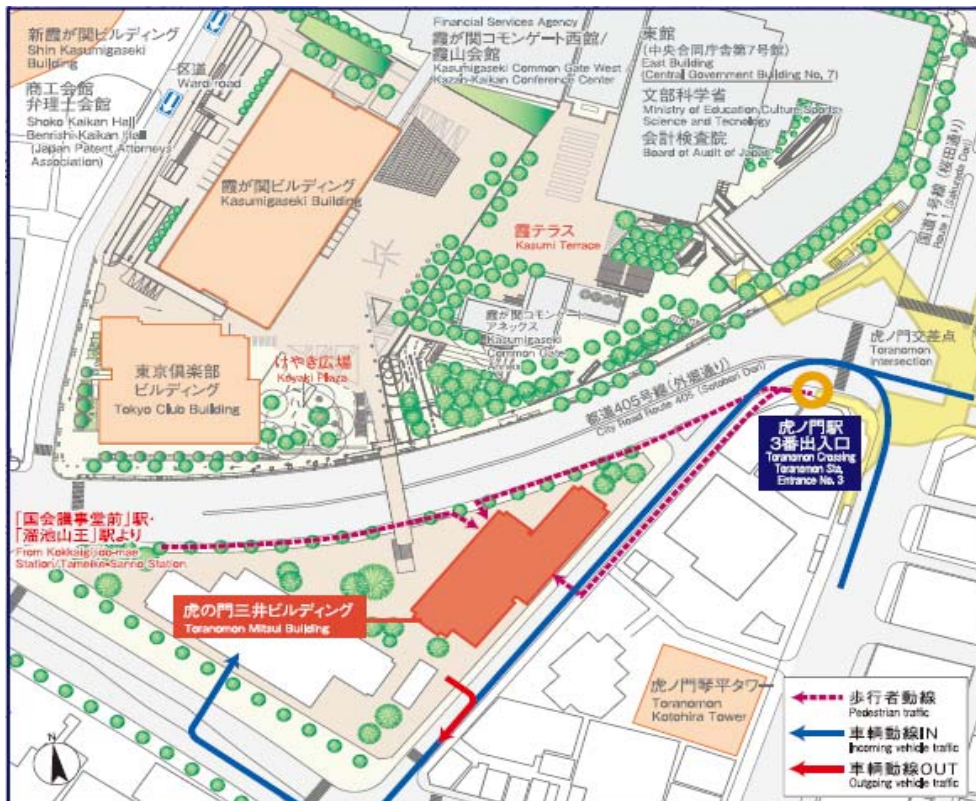 新霞が関ビルディング
Shin Kasumigaseki
Building
商工会館
弁理士会館
Shoko Kaikan Hall
Benrishi-Kaikan Hall
(Japan Patent Attorneys
Association)
区道
Ward road
霞が関ビルディング
Kasumigaseki Building
Financial Services Agency
霞が関コモンゲート西館/
霞山会館
Kasumigaseki Common Gate West
Kazan-Kaikan Conference Center
東館
(中央合同庁舎第7号館)
East Building
(Central Government Building No. 7)
文部科学省
Ministry of Education,Culture,Sports,
Science and Technology
会計検査院
Board of Audit of Japan
国道1号線(桜田通り)
Route 1 (Sakurada Dori)
霞テラス
Kasumi Terrace
霞が関コモンゲート
アネックス
Kasumigaseki
Common Gate
虎ノ門交差点
Toranomon
Intersection
東京倶楽部
ビルディング
Tokyo Club Building
けやき広場
Keyaki Plaza
都道405号線(外堀通り)
City Road Route 405 (Sotobori Dori)
虎ノ門駅
3番出入口
Toranomon Crossing
Toranomon Sta.
Entrance No. 3
「国会議事堂前」駅・
「溜池山王」駅より
From Kokkaigijido-mae
Station/Tameike-Sanno Station
虎の門三井ビルディング
Toranomon Mitsui Building
虎ノ門琴平タワー
Toranomon
Kotohira Tower
歩行者動線
Pedestrian traffic
車輌動線IN
Incoming vehicle traffic
車輌動線OUT
Outgoing vehicle traffic
N